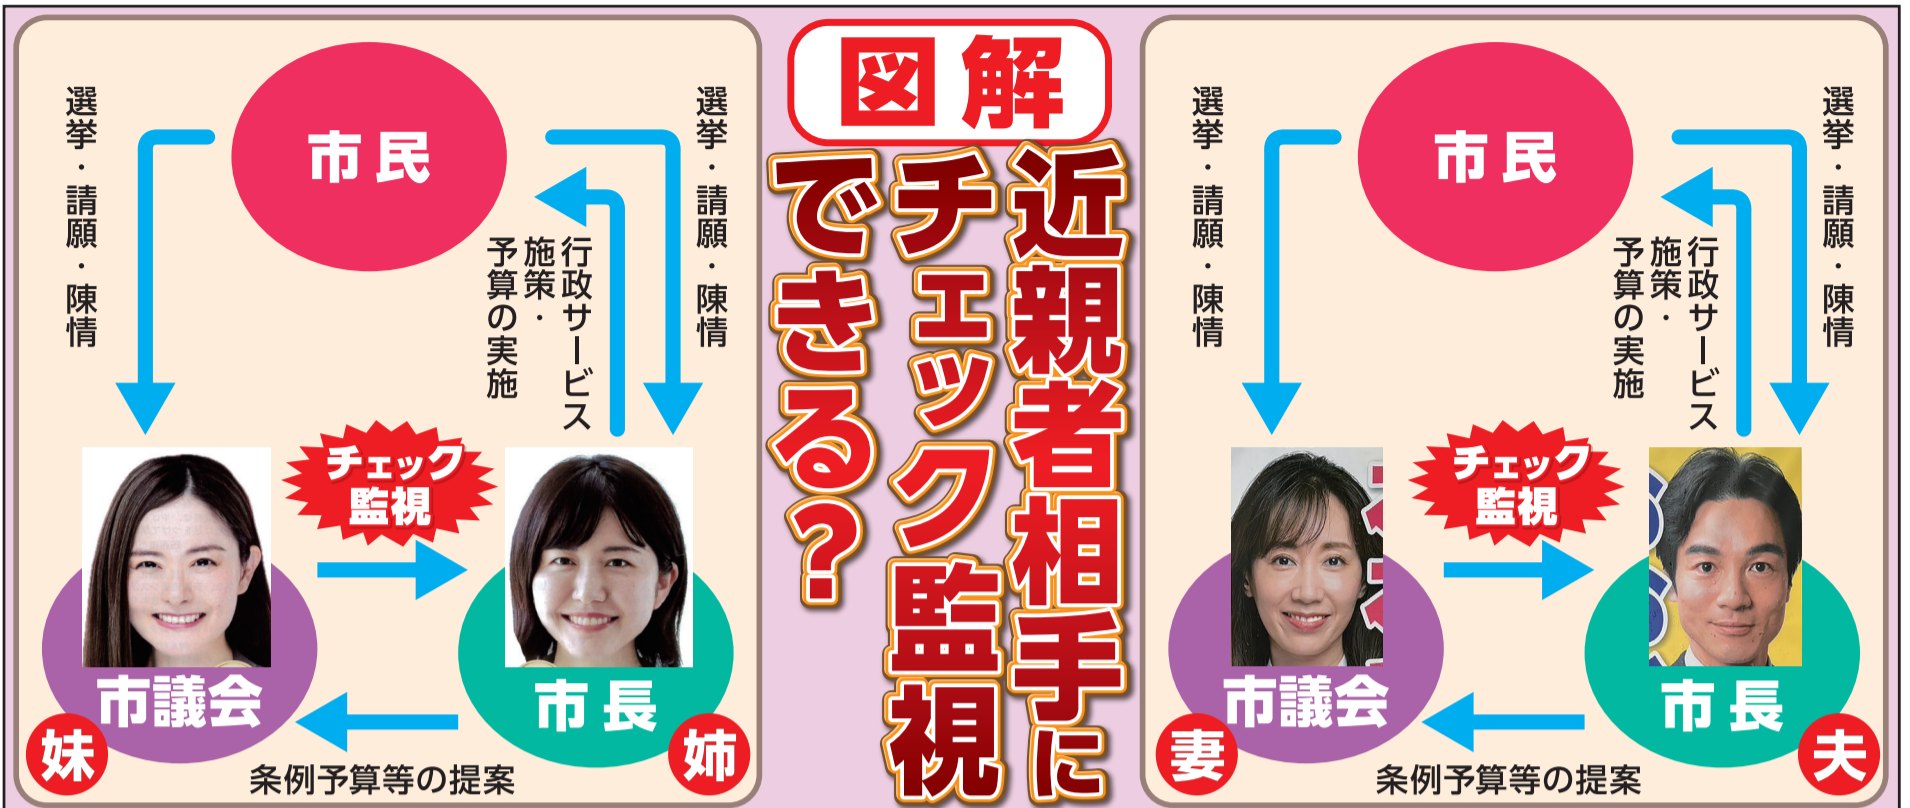 図解
近親者相手に
チェック監視
できる?
市民
選挙・請願・陳情
選挙・請願・陳情
行政サービス
施策・
予算の実施
チェック
監視
市議会
市長
妹
姉
条例予算等の提案
市民
選挙・請願・陳情
選挙・請願・陳情
行政サービス
施策・
予算の実施
チェック
監視
市議会
市長
妻
夫
条例予算等の提案